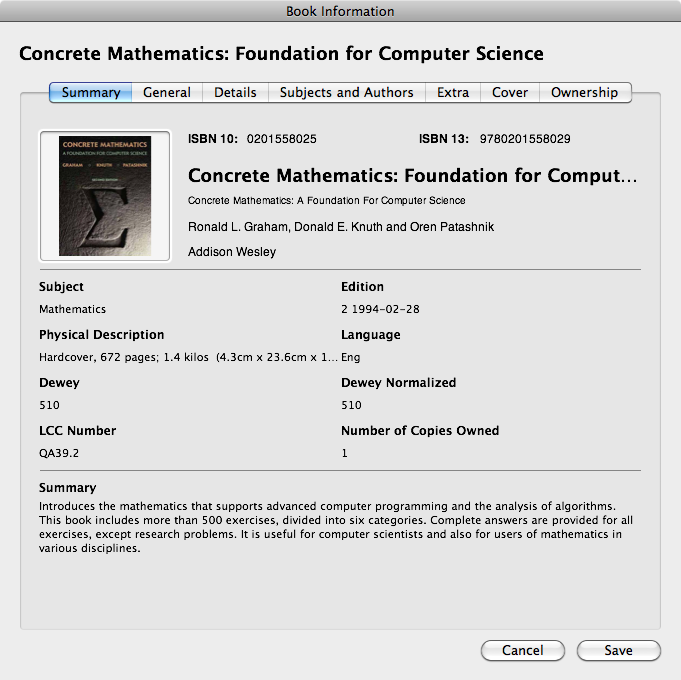 Book Information
Concrete Mathematics: Foundation for Computer Science
Summary General Details Subjects and Authors Extra Cover Ownership
CONCRETE MATHEMATICS
A FOUNDATION FOR COMPUTER SCIENCE
GRAHAM KNUTH PATASHNIK
SECOND EDITION
Σ
ISBN 10: 0201558025 ISBN 13: 9780201558029
Concrete Mathematics: Foundation for Comput...
Concrete Mathematics: A Foundation For Computer Science
Ronald L. Graham, Donald E. Knuth and Oren Patashnik
Addison Wesley
Subject Edition
Mathematics 2 1994-02-28
Physical Description Language
Hardcover, 672 pages; 1.4 kilos (4.3cm x 23.6cm x 1... Eng
Dewey Dewey Normalized
510 510
LCC Number Number of Copies Owned
QA39.2 1
Summary
Introduces the mathematics that supports advanced computer programming and the analysis of algorithms.
This book includes more than 500 exercises, divided into six categories. Complete answers are provided for all
exercises, except research problems. It is useful for computer scientists and also for users of mathematics in
various disciplines.
Cancel Save